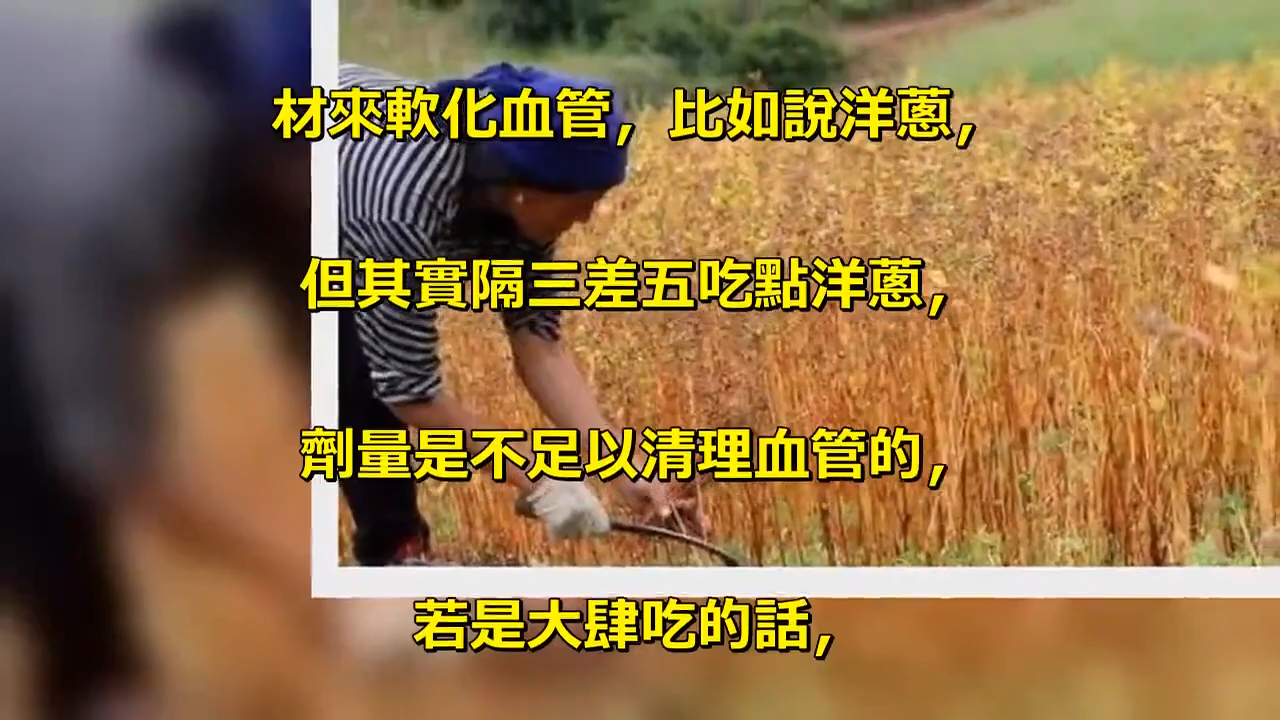 材來軟化血管，比如說洋蔥，
但其實隔三差五吃點洋蔥，
劑量是不足以清理血管的，
若是大肆吃的話，